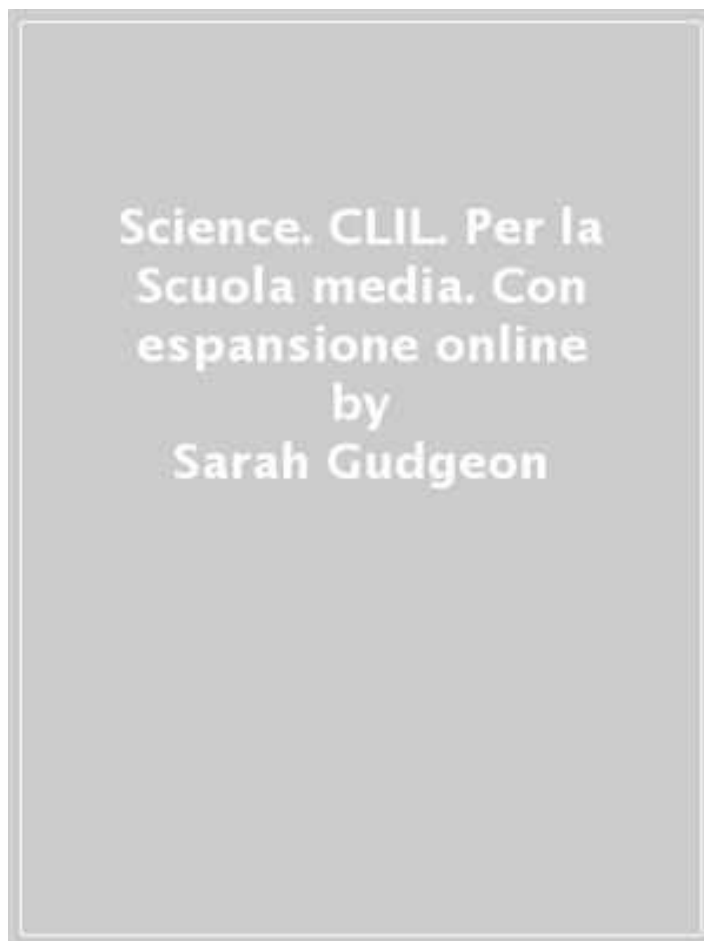 Science. CLIL. Per la
Scuola media. Con
espansione online
by
Sarah Gudgeon